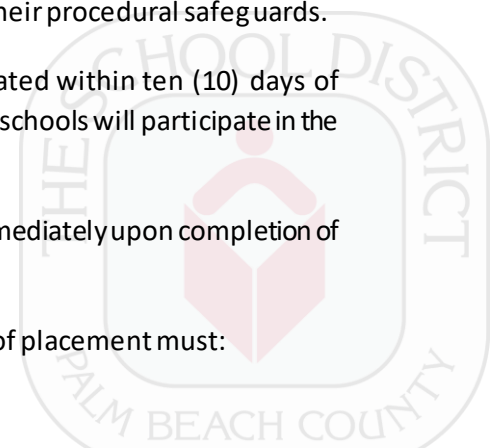 heir procedural safeguards.
ated within ten (10) days of
schools will participate in the
mediately upon completion of
of placement must:
THE SCHOOL DISTRICT
PALM BEACH COUNTY